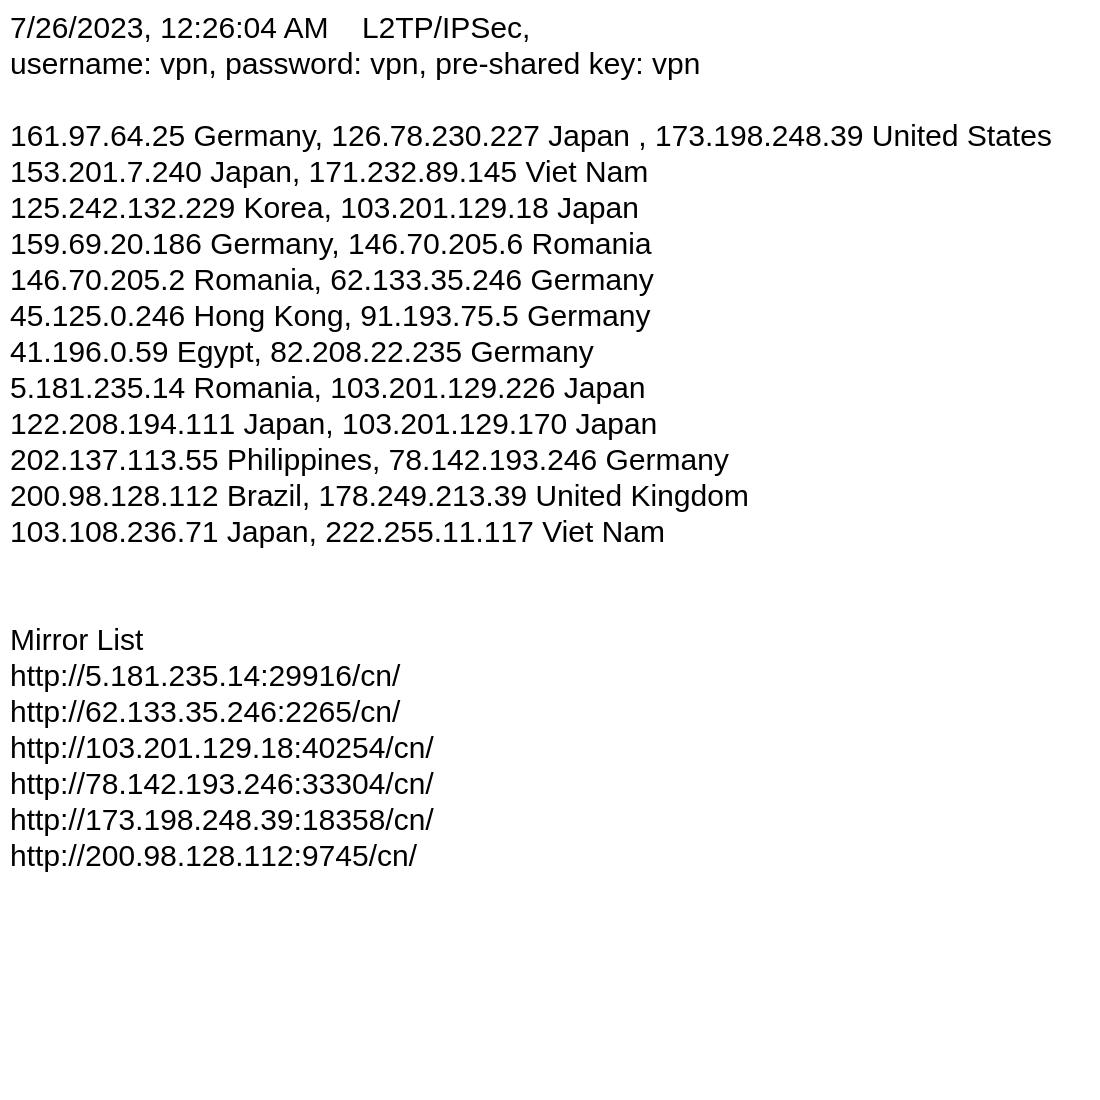 7/26/2023, 12:26:04 AM    L2TP/IPSec,
username: vpn, password: vpn, pre-shared key: vpn
161.97.64.25 Germany, 126.78.230.227 Japan , 173.198.248.39 United States
153.201.7.240 Japan, 171.232.89.145 Viet Nam
125.242.132.229 Korea, 103.201.129.18 Japan
159.69.20.186 Germany, 146.70.205.6 Romania
146.70.205.2 Romania, 62.133.35.246 Germany
45.125.0.246 Hong Kong, 91.193.75.5 Germany
41.196.0.59 Egypt, 82.208.22.235 Germany
5.181.235.14 Romania, 103.201.129.226 Japan
122.208.194.111 Japan, 103.201.129.170 Japan
202.137.113.55 Philippines, 78.142.193.246 Germany
200.98.128.112 Brazil, 178.249.213.39 United Kingdom
103.108.236.71 Japan, 222.255.11.117 Viet Nam
Mirror List
http://5.181.235.14:29916/cn/
http://62.133.35.246:2265/cn/
http://103.201.129.18:40254/cn/
http://78.142.193.246:33304/cn/
http://173.198.248.39:18358/cn/
http://200.98.128.112:9745/cn/